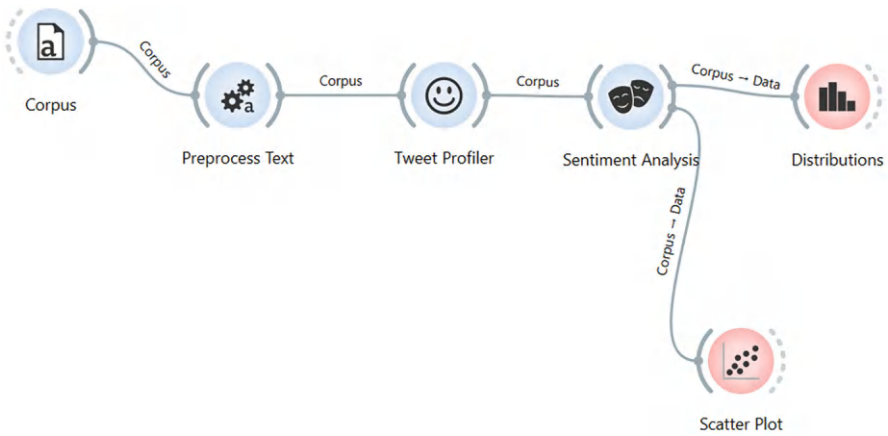 Corpus
Corpus
Preprocess Text
Corpus
Tweet Profiler
Corpus
Sentiment Analysis
Corpus → Data
Distributions
Corpus → Data
Scatter Plot